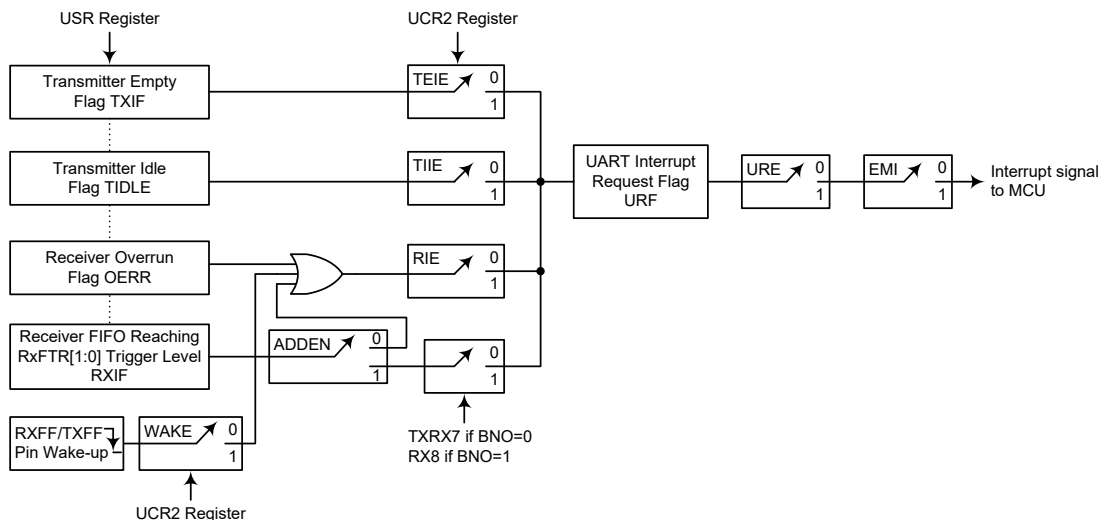 USR Register
UCR2 Register
Transmitter Empty
Flag TXIF
TEIE
0
1
Transmitter Idle
Flag TIDLE
TIIE
0
1
UART Interrupt
Request Flag
URF
URE
0
1
EMI
0
1
Interrupt signal
to MCU
Receiver Overrun
Flag OERR
RIE
0
1
Receiver FIFO Reaching
RxFTR[1:0] Trigger Level
RXIF
ADDEN
0
1
0
1
RXFF/TXFF
Pin Wake-up
WAKE
0
1
TXRX7 if BNO=0
RX8 if BNO=1
UCR2 Register